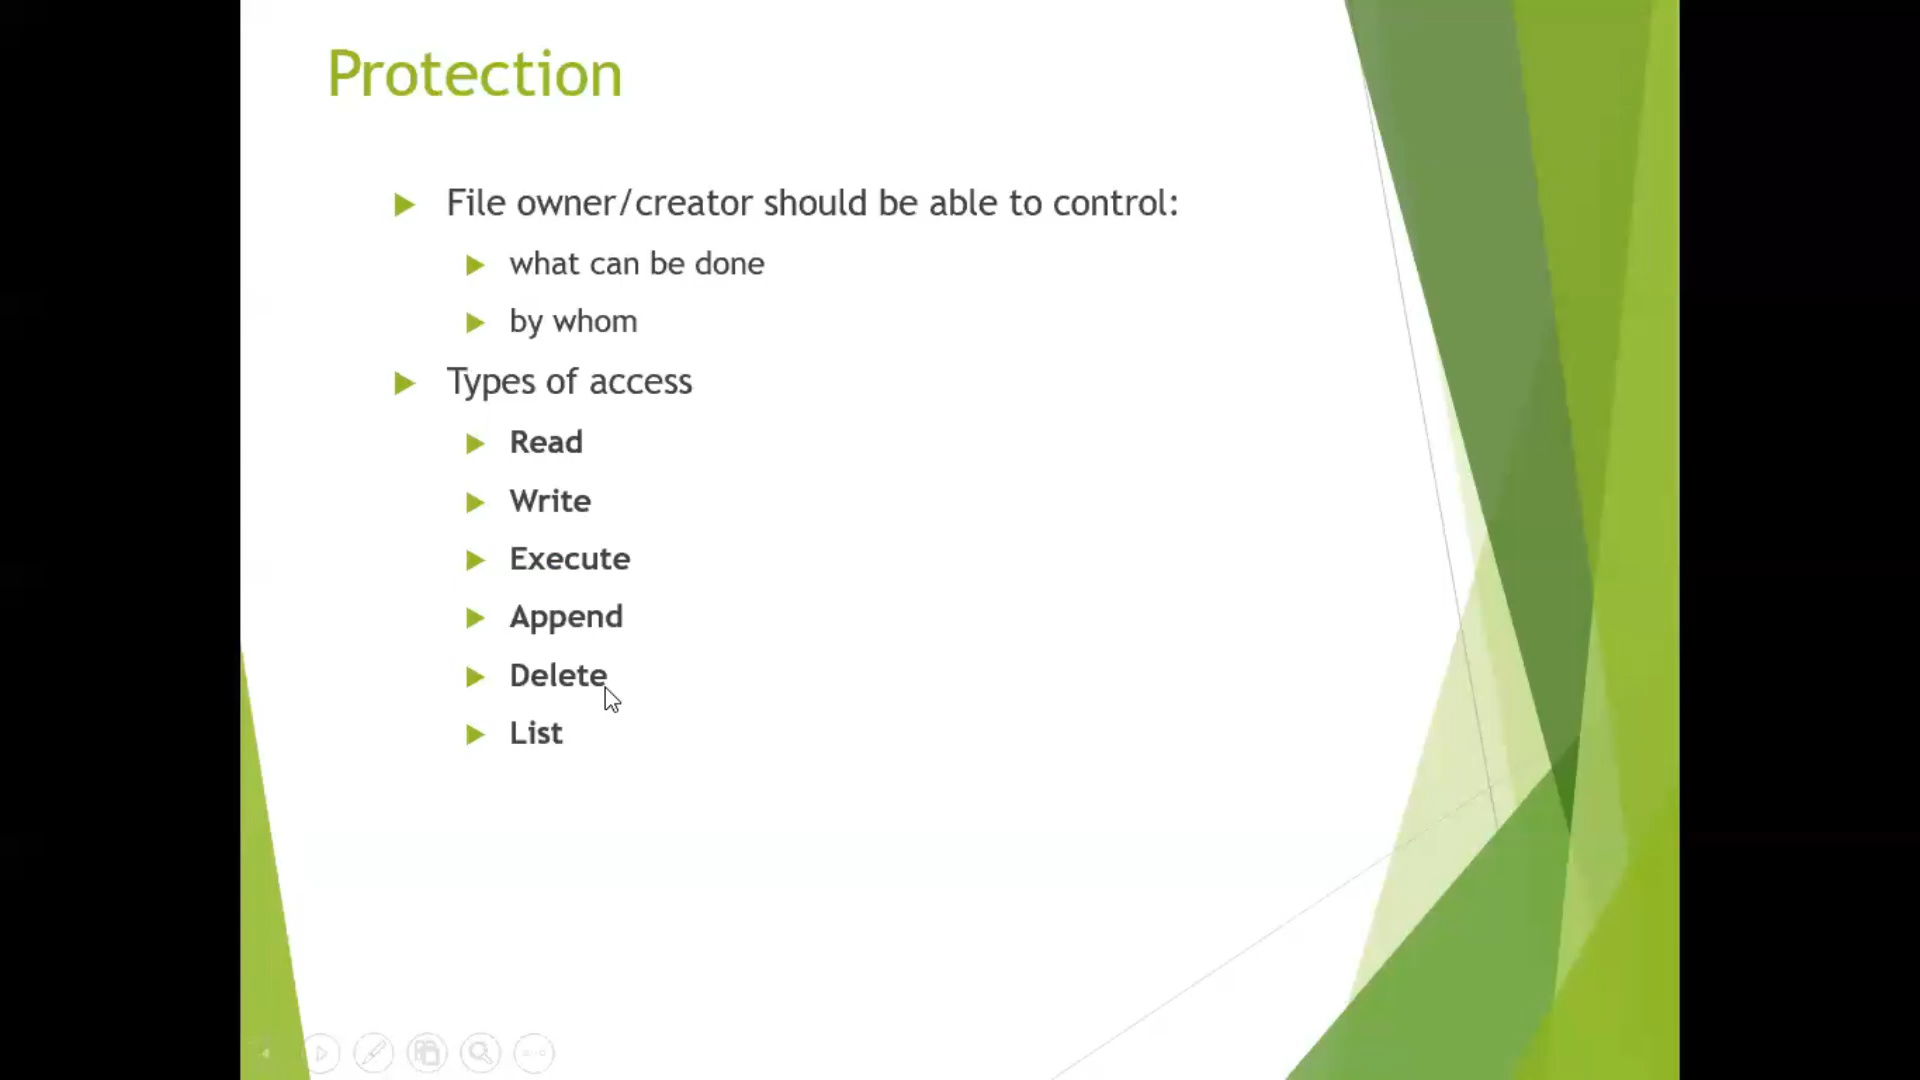 Protection
File owner/creator should be able to control:
what can be done
by whom
Types of access
Read
Write
Execute
Append
Delete
List